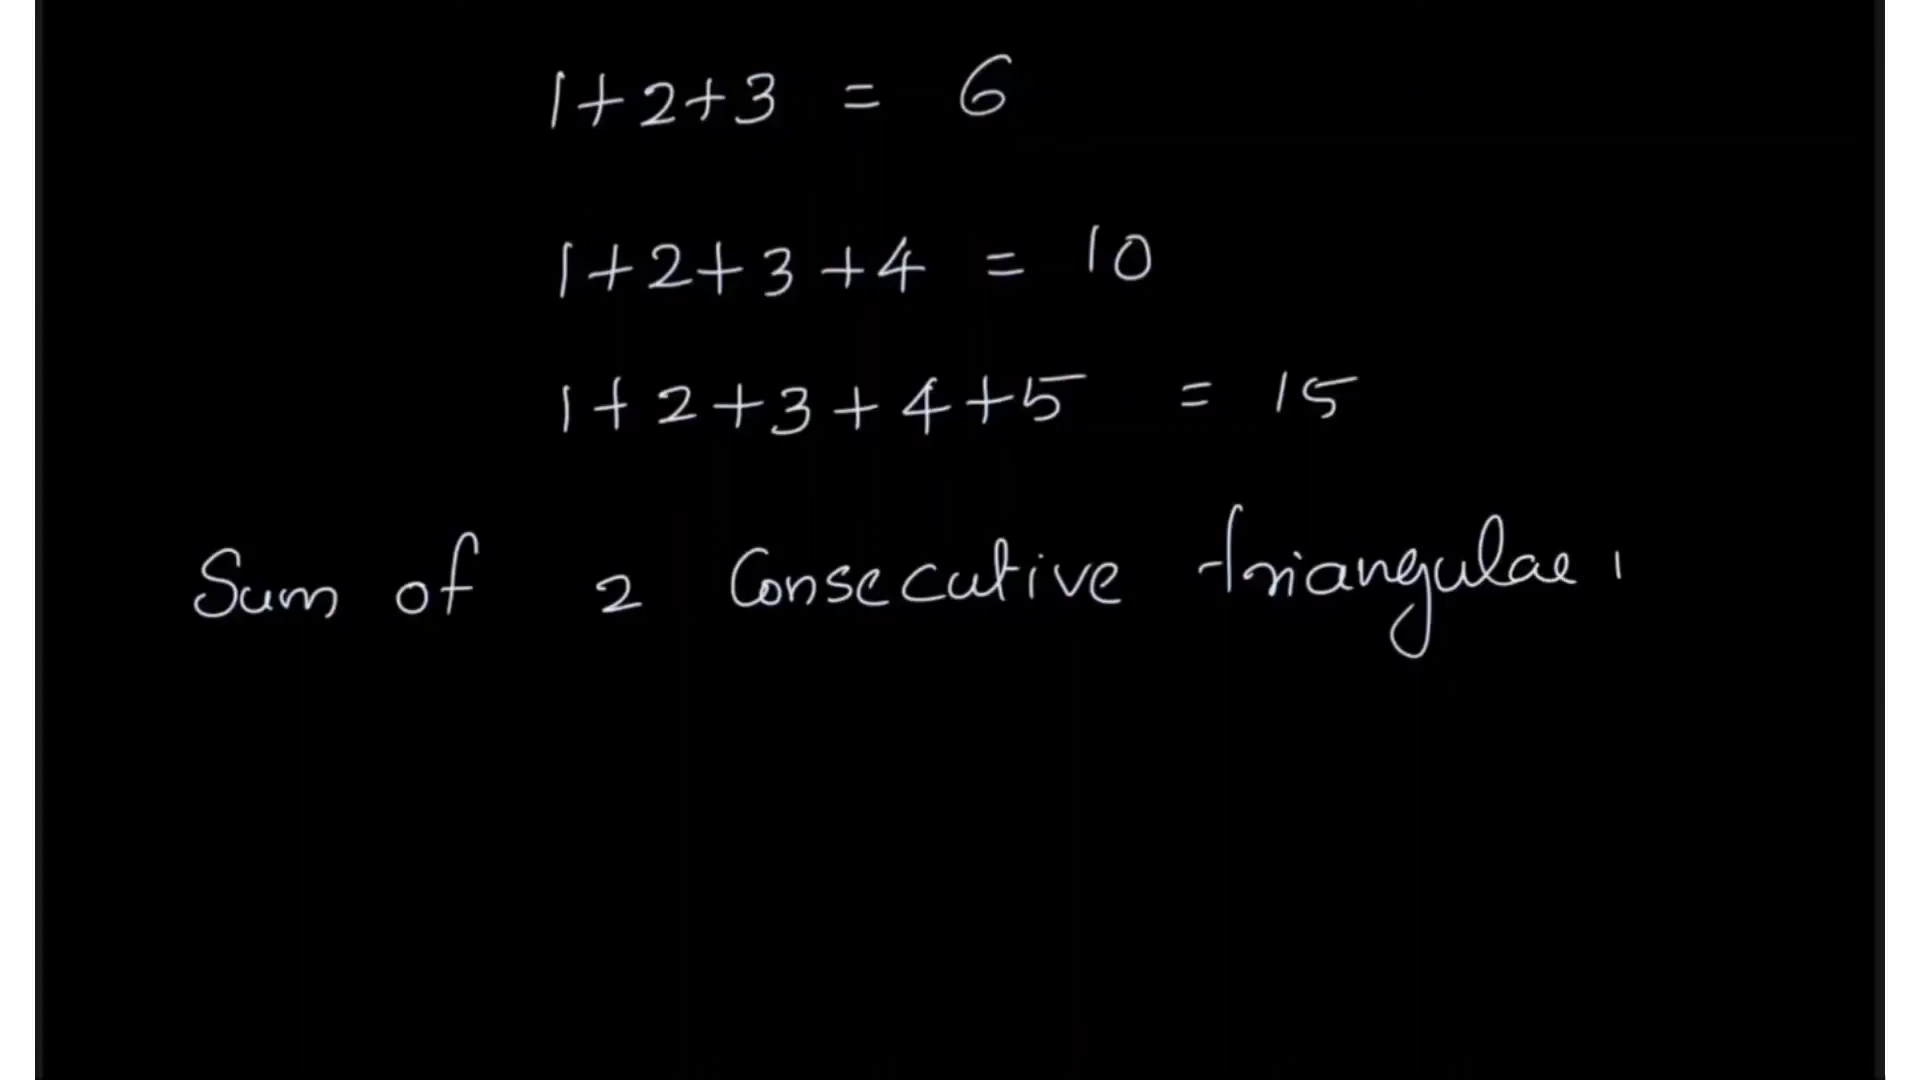 1+2+3 = 6
1+2+3+4 = 10
1+2+3+4+5 = 15
Sum of 2 Consecutive triangular